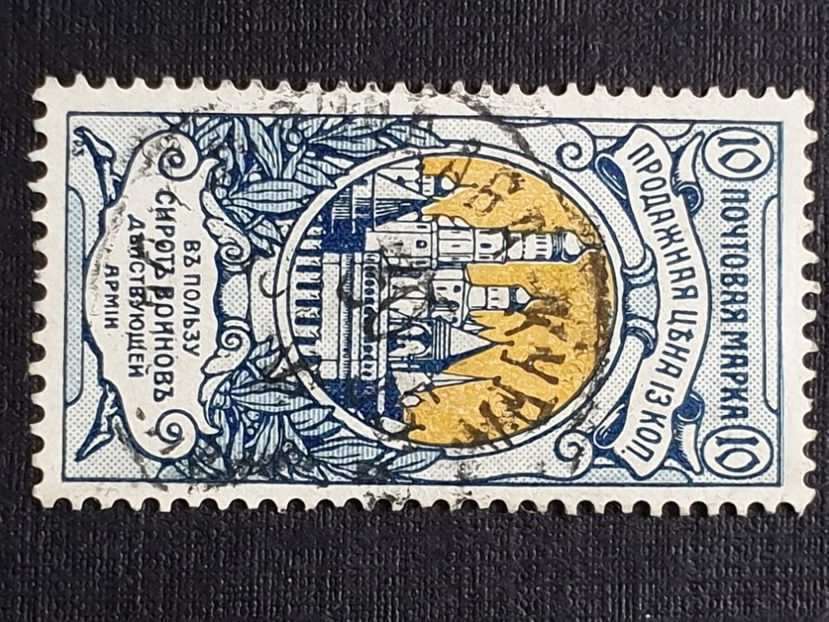 10 ПОЧТОВАЯ МАРКА 10
ПРОДАЖНАЯ ЦѢНА 13 КОП.
ВЪ ПОЛЬЗУ
СИРОТЪ ВОИНОВЪ
ДѢЙСТВУЮЩЕЙ
АРМІИ